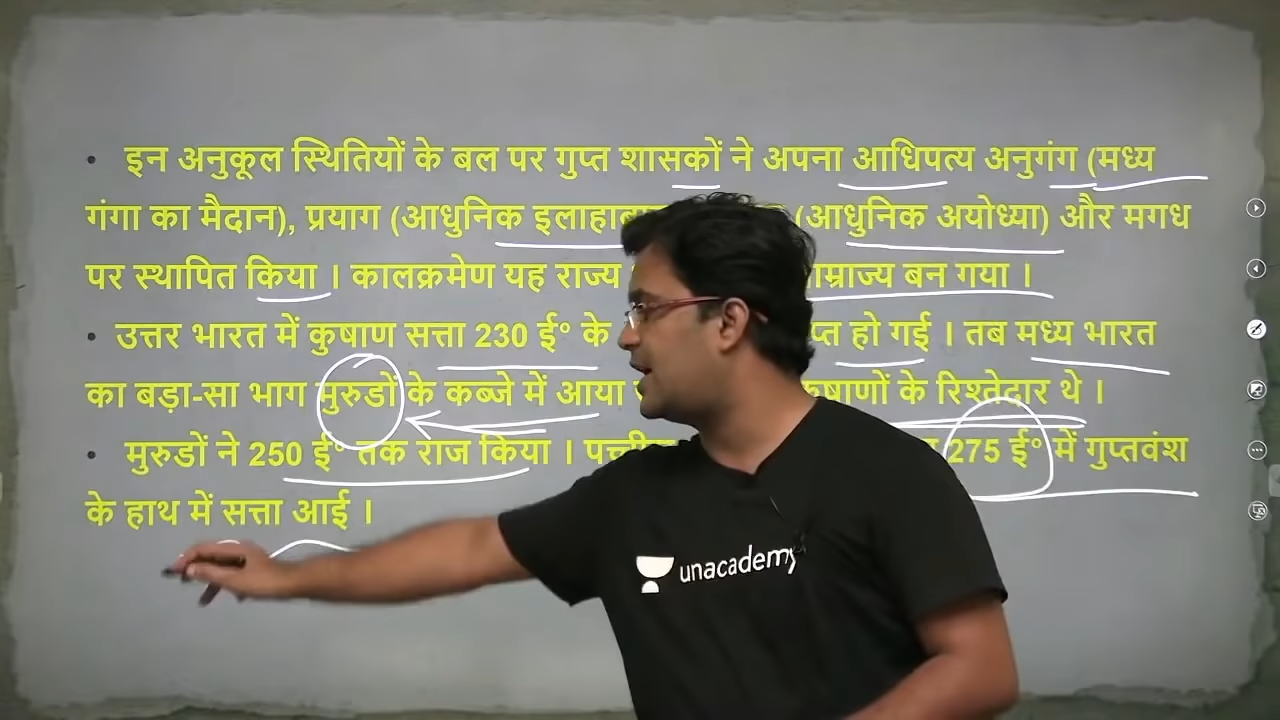 • इन अनुकूल स्थितियों के बल पर गुप्त शासकों ने अपना आधिपत्य अनुगंग (मध्य
गंगा का मैदान), प्रयाग (आधुनिक (आधुनिक अयोध्या) और मगध
पर स्थापित किया । कालक्रमेण यह राज्य बन गया ।
• उत्तर भारत में कुषाण सत्ता 230 ई° के हो गई । तब मध्य भारत
का बड़ा-सा भाग मुरुडों के कब्जे में आया के रिश्तेदार थे ।
• मुरुडों ने 250 ई° तक राज किया । 275 ई° में गुप्तवंश
के हाथ में सत्ता आई ।
unacademy